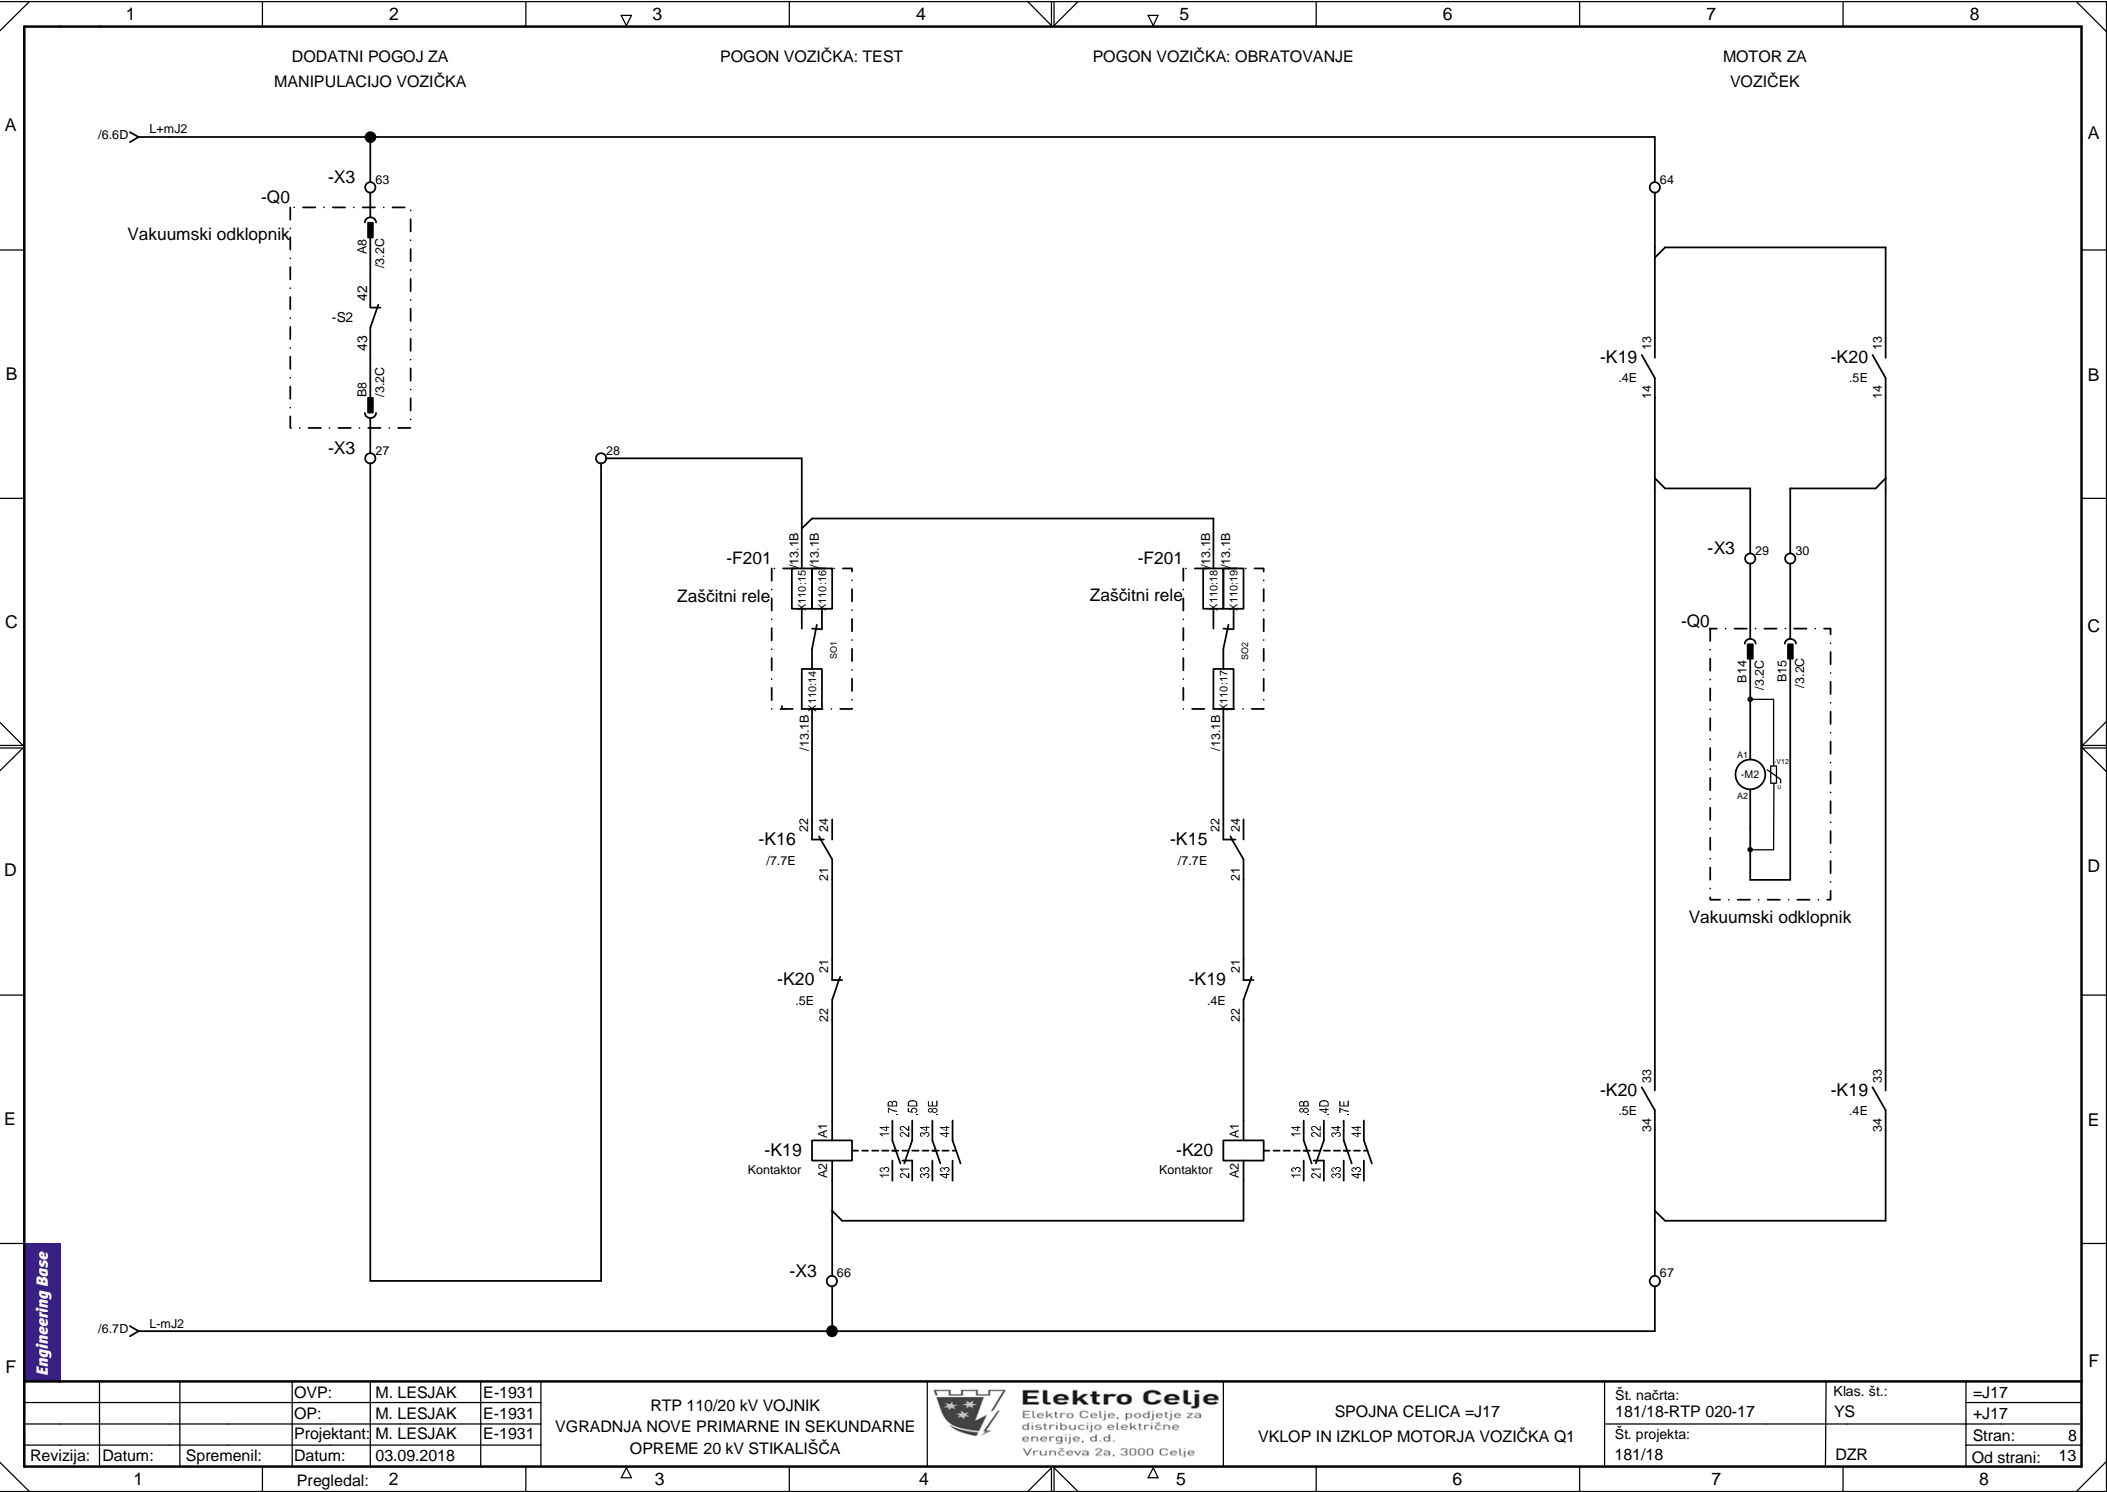 1 2 3 4 5 6 7 8
DODATNI POGOJ ZA
MANIPULACIJO VOZIČKA
POGON VOZIČKA: TEST
POGON VOZIČKA: OBRATOVANJE
MOTOR ZA
VOZIČEK
A
A
/6.6D
L+mJ2
-X3
63
64
-Q0
Vakuumski odklopnik
A8
/3.2C
42
-S2
43
B8
/3.2C
-X3
27
28
B
B
-K19
.4E
13
14
-K20
.5E
13
14
-F201
Zaščitni rele
/13.1B
/13.1B
X110:15
X110:16
SO1
X110:14
/13.1B
-F201
Zaščitni rele
/13.1B
/13.1B
X110:18
X110:19
SO2
X110:17
/13.1B
-X3
29
30
-Q0
B14
/3.2C
B15
/3.2C
A1
-M2
A2
-V12
U
Vakuumski odklopnik
C
C
-K16
/7.7E
22
24
21
-K15
/7.7E
22
24
21
D
D
-K20
.5E
21
22
-K19
.4E
21
22
E
E
-K19
Kontaktor
A1
A2
14
22
34
44
.7B
.5D
.8E
13
21
33
43
-K20
Kontaktor
A1
A2
14
22
34
44
.8B
.4D
.7E
13
21
33
43
-K20
.5E
33
34
-K19
.4E
33
34
-X3
66
67
/6.7D
L-mJ2
F
F
Engineering Base
OVP: M. LESJAK E-1931
OP: M. LESJAK E-1931
Projektant: M. LESJAK E-1931
Revizija: Datum: Spremenil: Datum: 03.09.2018
Pregledal:
RTP 110/20 kV VOJNIK
VGRADNJA NOVE PRIMARNE IN SEKUNDARNE
OPREME 20 kV STIKALIŠČA
Elektro Celje
Elektro Celje, podjetje za
distribucijo električne
energije, d.d.
Vrunčeva 2a, 3000 Celje
SPOJNA CELICA =J17
VKLOP IN IZKLOP MOTORJA VOZIČKA Q1
Št. načrta:
181/18-RTP 020-17
Št. projekta:
181/18
Klas. št.:
YS
DZR
=J17
+J17
Stran: 8
Od strani: 13
1 2 3 4 5 6 7 8